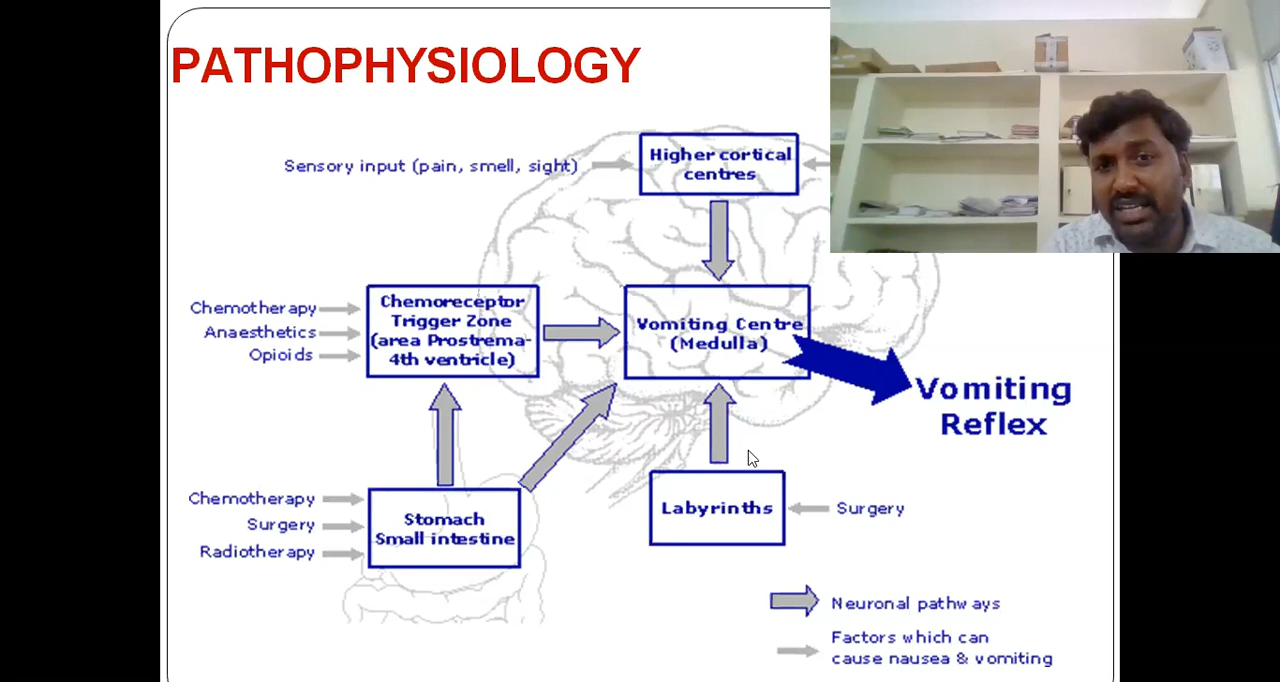 PATHOPHYSIOLOGY
Sensory input (pain, smell, sight)
Higher cortical
centres
Chemotherapy
Anaesthetics
Opioids
Chemoreceptor
Trigger Zone
(area Prostrema-
4th ventricle)
Vomiting Centre
(Medulla)
Vomiting
Reflex
Chemotherapy
Surgery
Radiotherapy
Stomach
Small intestine
Labyrinths
Surgery
Neuronal pathways
Factors which can
cause nausea & vomiting